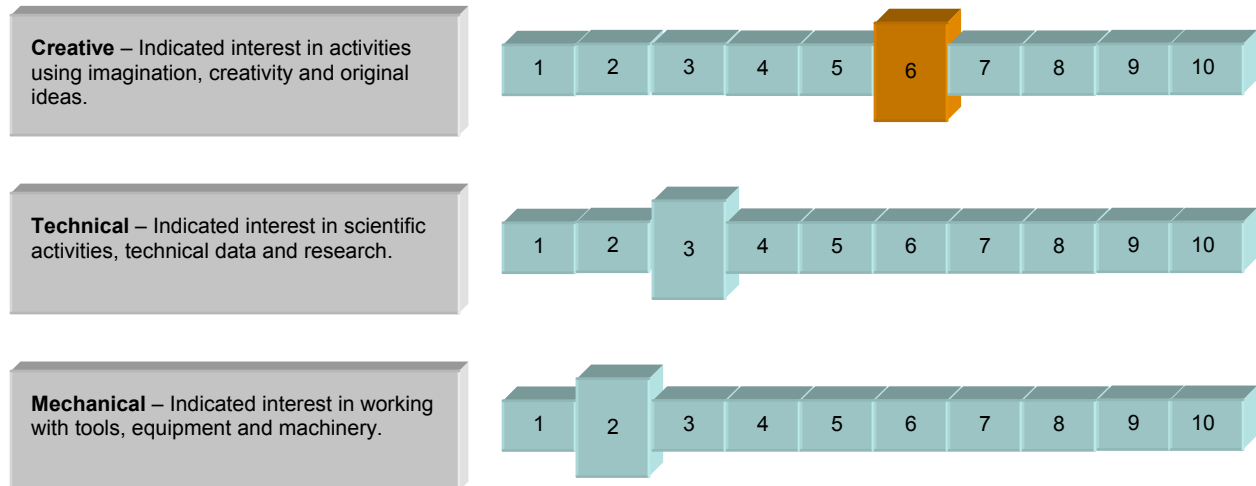 Creative – Indicated interest in activities
using imagination, creativity and original
ideas.
1 2 3 4 5 6 7 8 9 10
Technical – Indicated interest in scientific
activities, technical data and research.
1 2 3 4 5 6 7 8 9 10
Mechanical – Indicated interest in working
with tools, equipment and machinery.
1 2 3 4 5 6 7 8 9 10